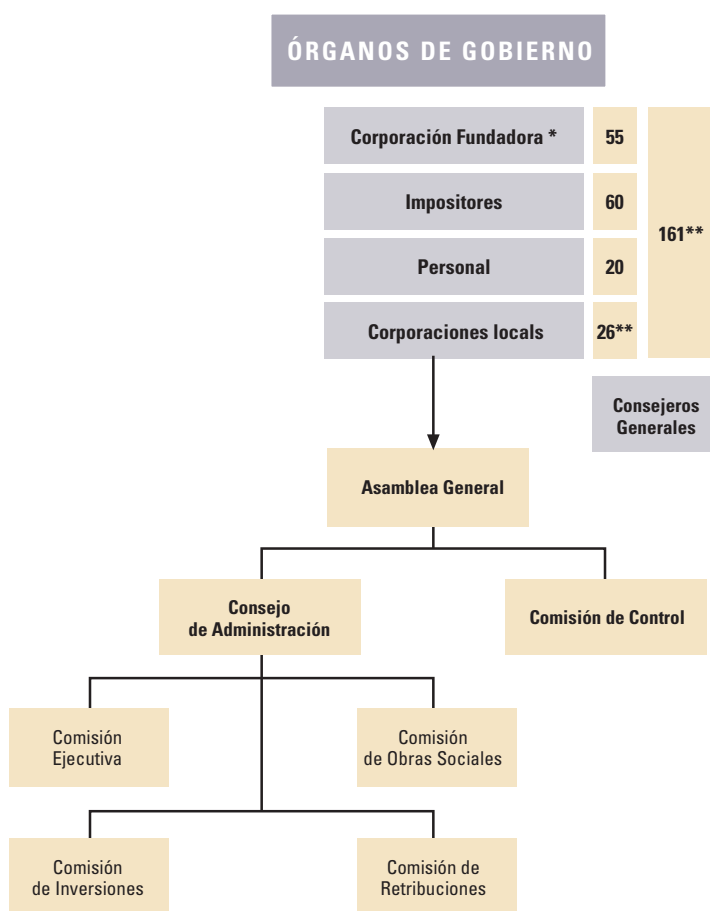 ÓRGANOS DE GOBIERNO
Corporación Fundadora * 55
Impositores 60
161**
Personal 20
Corporaciones locals 26**
Consejeros
Generales
Asamblea General
Consejo
de Administración
Comisión de Control
Comisión
Ejecutiva
Comisión
de Obras Sociales
Comisión
de Inversiones
Comisión de
Retribuciones